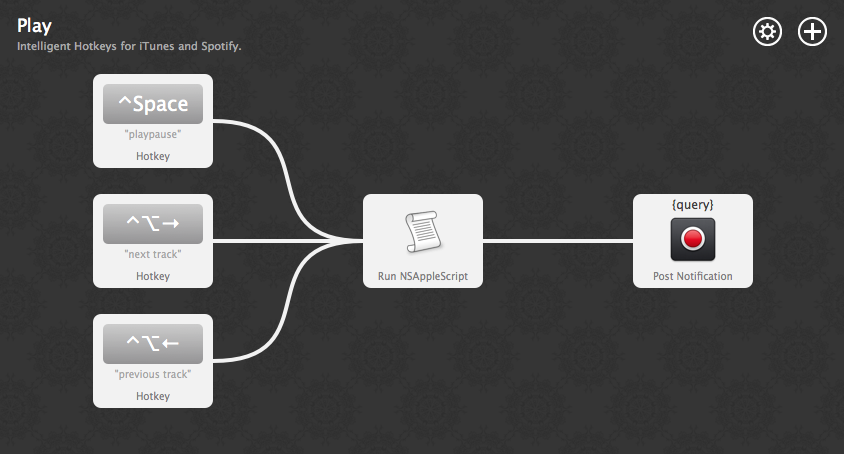 Play
Intelligent Hotkeys for iTunes and Spotify.
^Space
"playpause"
Hotkey
^⌥→
"next track"
Hotkey
^⌥←
"previous track"
Hotkey
Run NSAppleScript
{query}
Post Notification